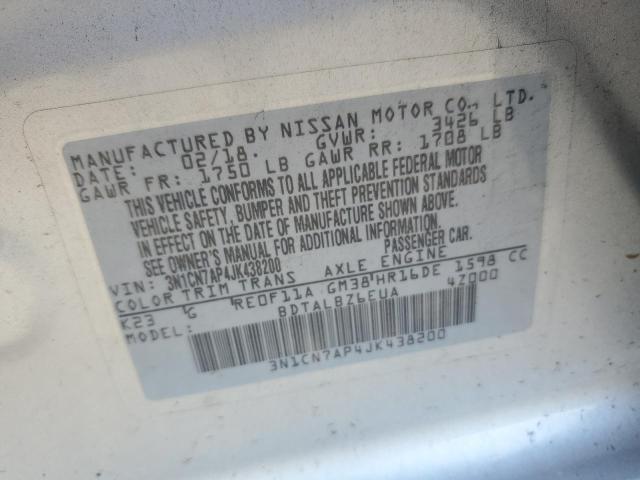 MANUFACTURED BY NISSAN MOTOR CO., LTD.
DATE: 02/18 GVWR: 3426 LB
GAWR FR: 1750 LB GAWR RR: 1708 LB
THIS VEHICLE CONFORMS TO ALL APPLICABLE FEDERAL MOTOR
VEHICLE SAFETY, BUMPER AND THEFT PREVENTION STANDARDS
IN EFFECT ON THE DATE OF MANUFACTURE SHOWN ABOVE.
SEE OWNER'S MANUAL FOR ADDITIONAL INFORMATION.
VIN: 3N1CN7AP4JK438200 PASSENGER CAR.
COLOR TRIM TRANS AXLE ENGINE
K23 G RE0F11A GM38 HR16DE 1598 CC
BDTALBZ6EUA 4Z000
3N1CN7AP4JK438200